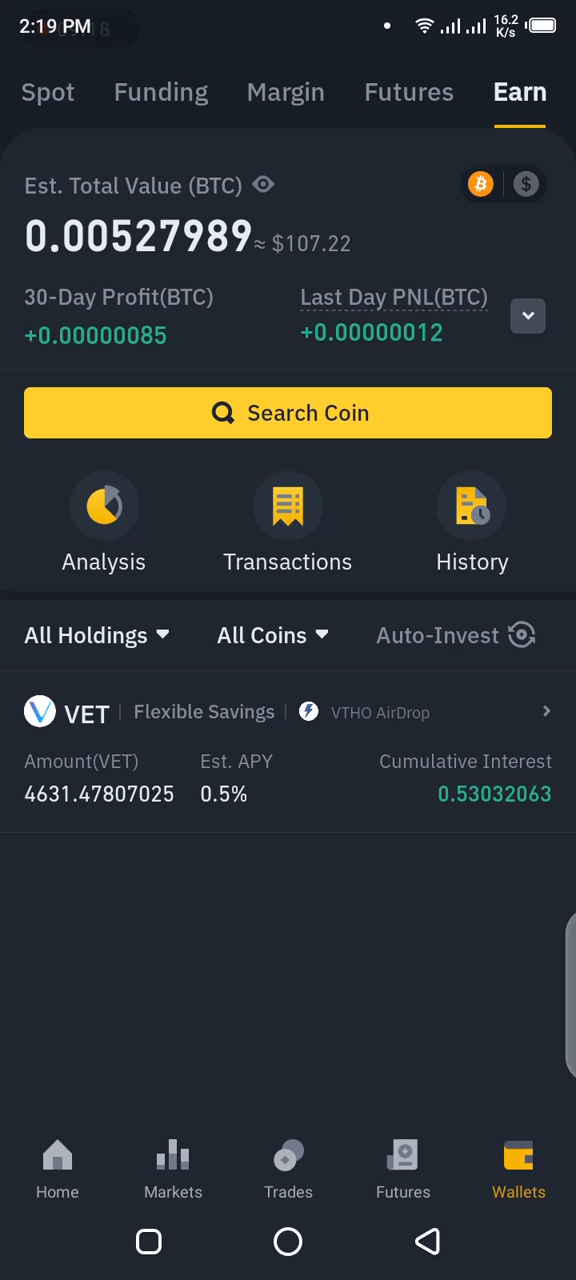 2:19 PM
16.2
K/s
Spot Funding Margin Futures Earn
Est. Total Value (BTC)
0.00527989 ≈ $107.22
30-Day Profit(BTC) Last Day PNL(BTC)
+0.00000085 +0.00000012
Search Coin
Analysis Transactions History
All Holdings All Coins Auto-Invest
VET | Flexible Savings | VTHO AirDrop
Amount(VET) Est. APY Cumulative Interest
4631.47807025 0.5% 0.53032063
Home Markets Trades Futures Wallets